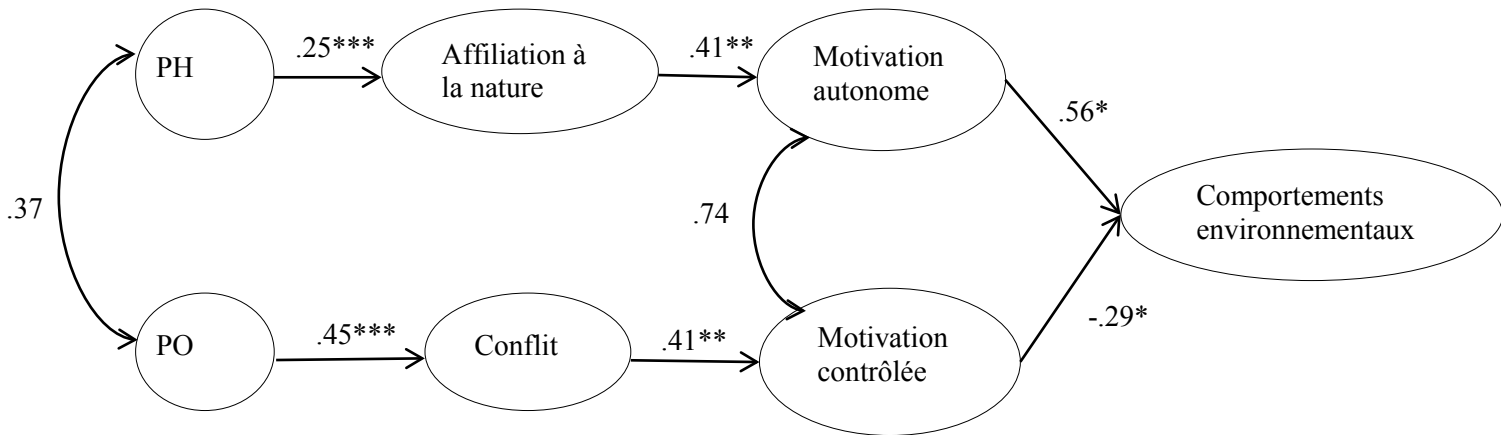 PH
.25***
Affiliation à
la nature
.41**
Motivation
autonome
.56*
.37
.74
Comportements
environnementaux
PO
.45***
Conflit
.41**
Motivation
contrôlée
-.29*